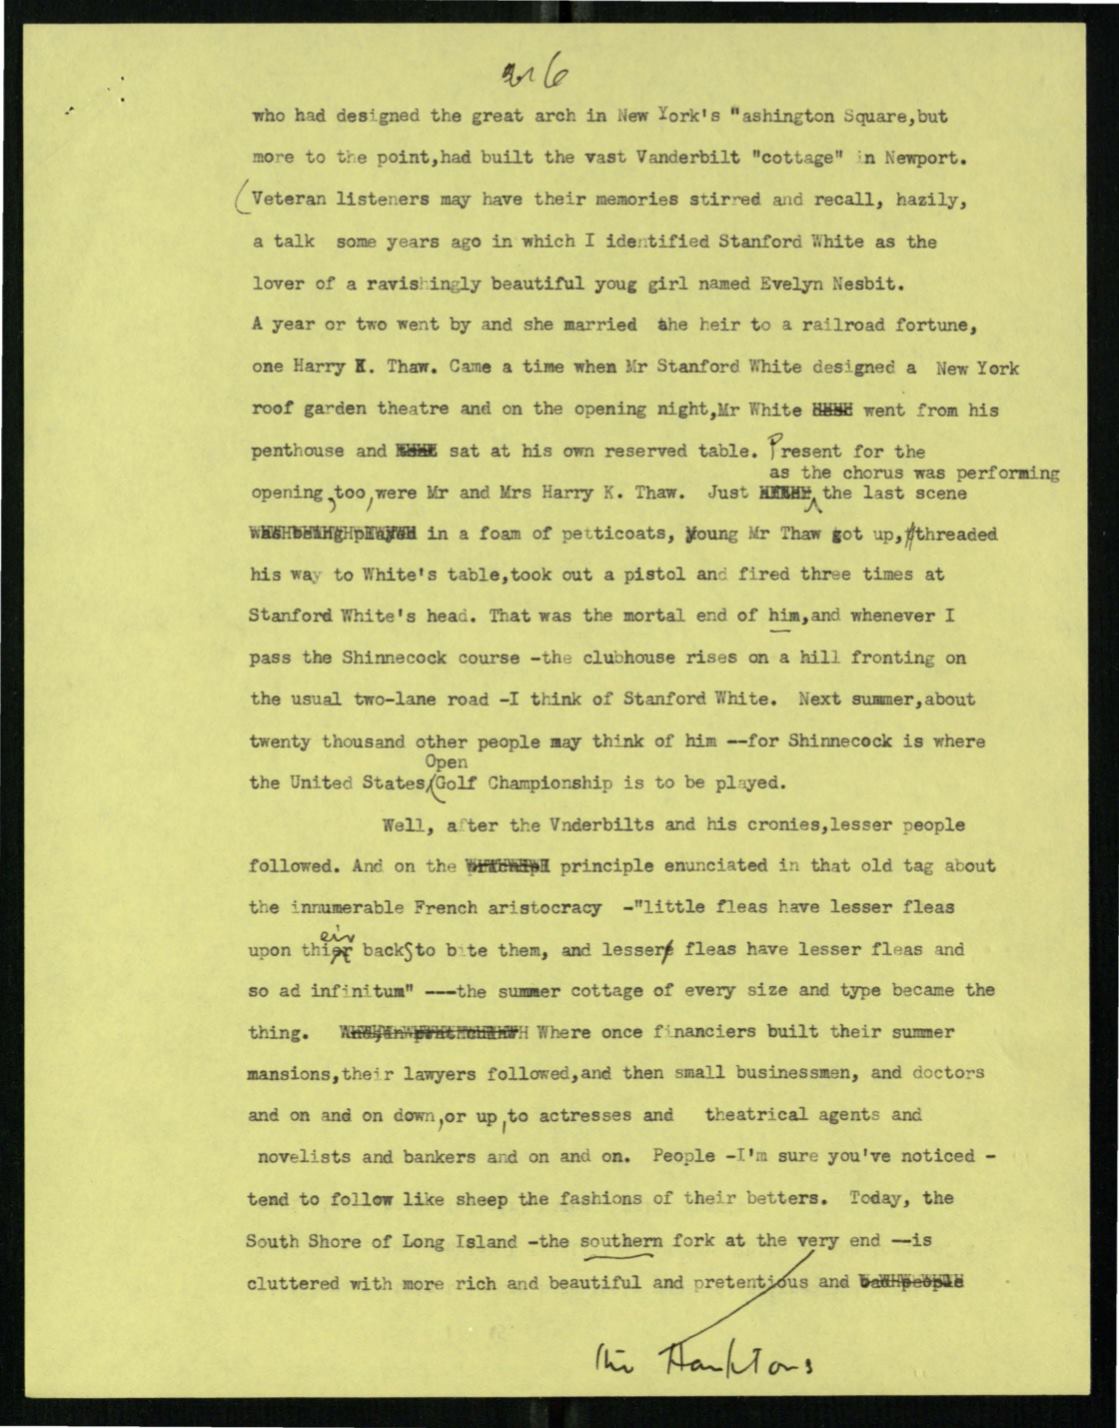 6
who had designed the great arch in New York's "ashington Square,but
more to the point,had built the vast Vanderbilt "cottage" in Newport.
(Veteran listeners may have their memories stirred and recall, hazily,
a talk some years ago in which I identified Stanford White as the
lover of a ravishingly beautiful youg girl named Evelyn Nesbit.
A year or two went by and she married the heir to a railroad fortune,
one Harry K. Thaw. Came a time when Mr Stanford White designed a New York
roof garden theatre and on the opening night,Mr White went from his
penthouse and sat at his own reserved table. Present for the
as the chorus was performing
opening,too,were Mr and Mrs Harry K. Thaw. Just the last scene
in a foam of petticoats, young Mr Thaw got up, threaded
his way to White's table,took out a pistol and fired three times at
Stanford White's head. That was the mortal end of him,and whenever I
pass the Shinnecock course -the clubhouse rises on a hill fronting on
the usual two-lane road -I think of Stanford White. Next summer,about
twenty thousand other people may think of him --for Shinnecock is where
Open
the United States Golf Championship is to be played.
Well, after the Vnderbilts and his cronies,lesser people
followed. And on the principle enunciated in that old tag about
the innumerable French aristocracy -"little fleas have lesser fleas
upon their backs to bite them, and lesser fleas have lesser fleas and
so ad infinitum" ---the summer cottage of every size and type became the
thing. Where once financiers built their summer
mansions,their lawyers followed,and then small businessmen, and doctors
and on and on down,or up,to actresses and theatrical agents and
novelists and bankers and on and on. People -I'm sure you've noticed -
tend to follow like sheep the fashions of their betters. Today, the
South Shore of Long Island -the southern fork at the very end --is
cluttered with more rich and beautiful and pretentious and
the Hamptons